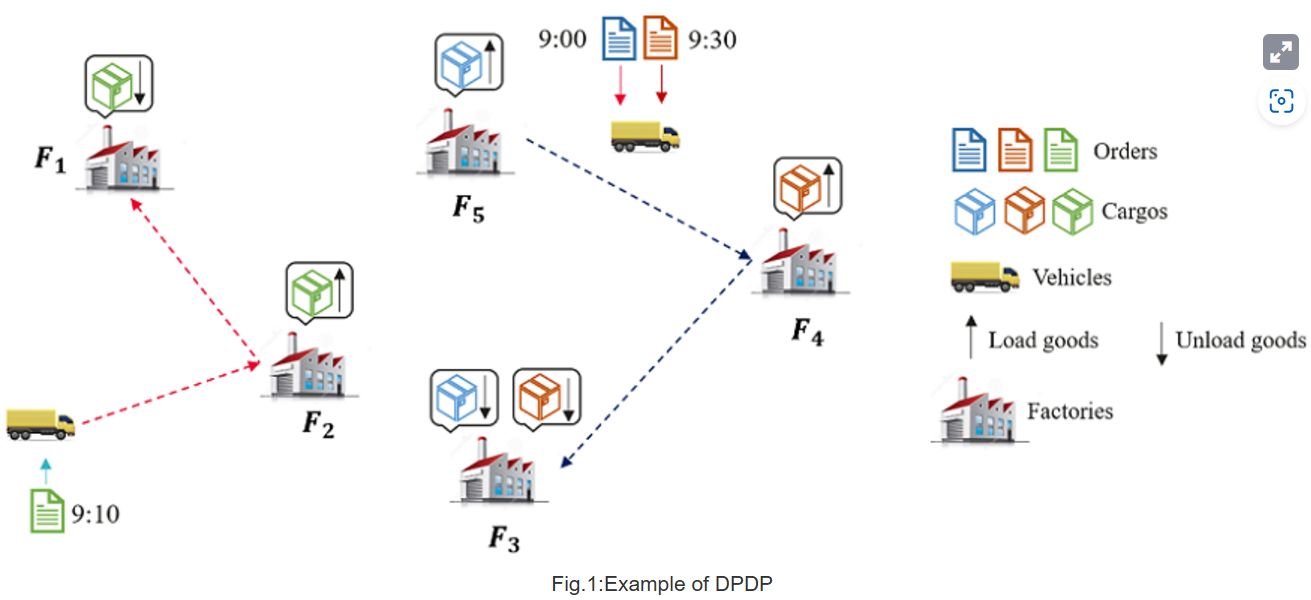 9:00
9:30
F1
F5
F4
F2
9:10
F3
Orders
Cargos
Vehicles
Load goods
Unload goods
Factories
Fig.1:Example of DPDP